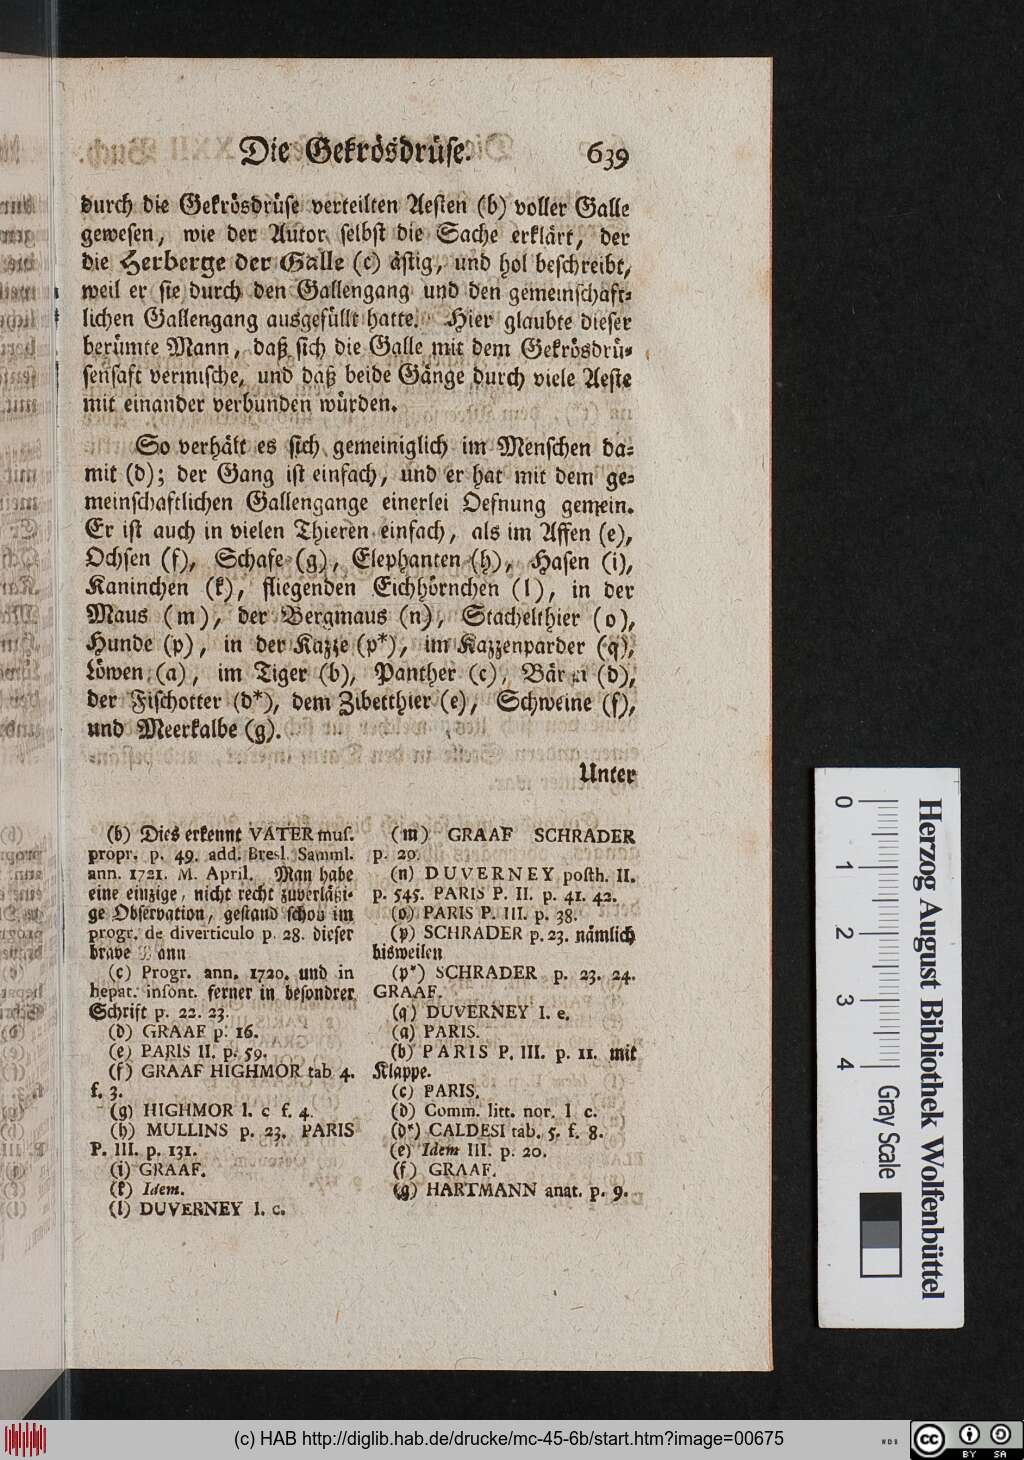 Die Gekrösdrüse. 639
durch die Gekrösdrüse verteilten Aesten (b) voller Galle
gewesen, wie der Autor selbst die Sache erklärt, der
die Herberge der Galle (c) ästig, und hol beschreibt,
weil er sie durch den Gallengang und den gemeinschaft-
lichen Gallengang ausgefüllt hatte. Hier glaubte dieser
berümte Mann, daß sich die Galle mit dem Gekrösdrü-
sensaft vermische, und daß beide Gänge durch viele Aeste
mit einander verbunden würden.
So verhält es sich gemeiniglich im Menschen da-
mit (d); der Gang ist einfach, und er hat mit dem ge-
meinschaftlichen Gallengange einerlei Oefnung gemein.
Er ist auch in vielen Thieren einfach, als im Affen (e),
Ochsen (f), Schafe (g), Elephanten (h), Hasen (i),
Kaninchen (k), fliegenden Eichhörnchen (l), in der
Maus (m), der Bergmaus (n), Stachelthier (o),
Hunde (p), in der Kazze (p*), im Kazzenparder (q),
Löwen (a), im Tiger (b), Panther (c), (d),
der Fischotter (d*), dem Zibetthier (e), Schweine (f),
und Meerkalbe (g).
Unter
(b) Dies erkennt VATER mus.
propr. p. 49. add. Bresl. Samml.
ann. 1721. M. April. Man habe
eine einzige, nicht recht zuverläßi-
ge Observation, gestand schon im
progr. de diverticulo p. 28. dieser
brave Mann
(c) Progr. ann. 1720. und in
hepat. insont. ferner in besondrer
Schrift p. 22. 23.
(d) GRAAF p. 16.
(e) PARIS II. p. 59.
(f) GRAAF HIGHMOR tab 4.
f. 3.
(g) HIGHMOR l. c f. 4.
(h) MULLINS p. 23. PARIS
P. III. p. 131.
(i) GRAAF.
(k) Idem.
(l) DUVERNEY l. c.
(m) GRAAF SCHRADER
p. 20.
(n) DUVERNEY posth. II.
p. 545. PARIS P. II. p. 41. 42.
(o) PARIS P. III. p. 38.
(p) SCHRADER p. 23. nämlich
bisweilen
(p*) SCHRADER p. 23. 24.
GRAAF.
(q) DUVERNEY l. e.
(a) PARIS.
(b) PARIS P. III. p. 11. mit
Klappe.
(c) PARIS.
(d) Comm. litt. nor. l c.
(d*) CALDESI tab. 5. f. 8.
(e) Idem III. p. 20.
(f) GRAAF.
(g) HARTMANN anat. p. 9.
0 1 2 3 4 Gray Scale
Herzog August Bibliothek Wolfenbüttel
(c) HAB http://diglib.hab.de/drucke/mc-45-6b/start.htm?image=00675
cc BY SA